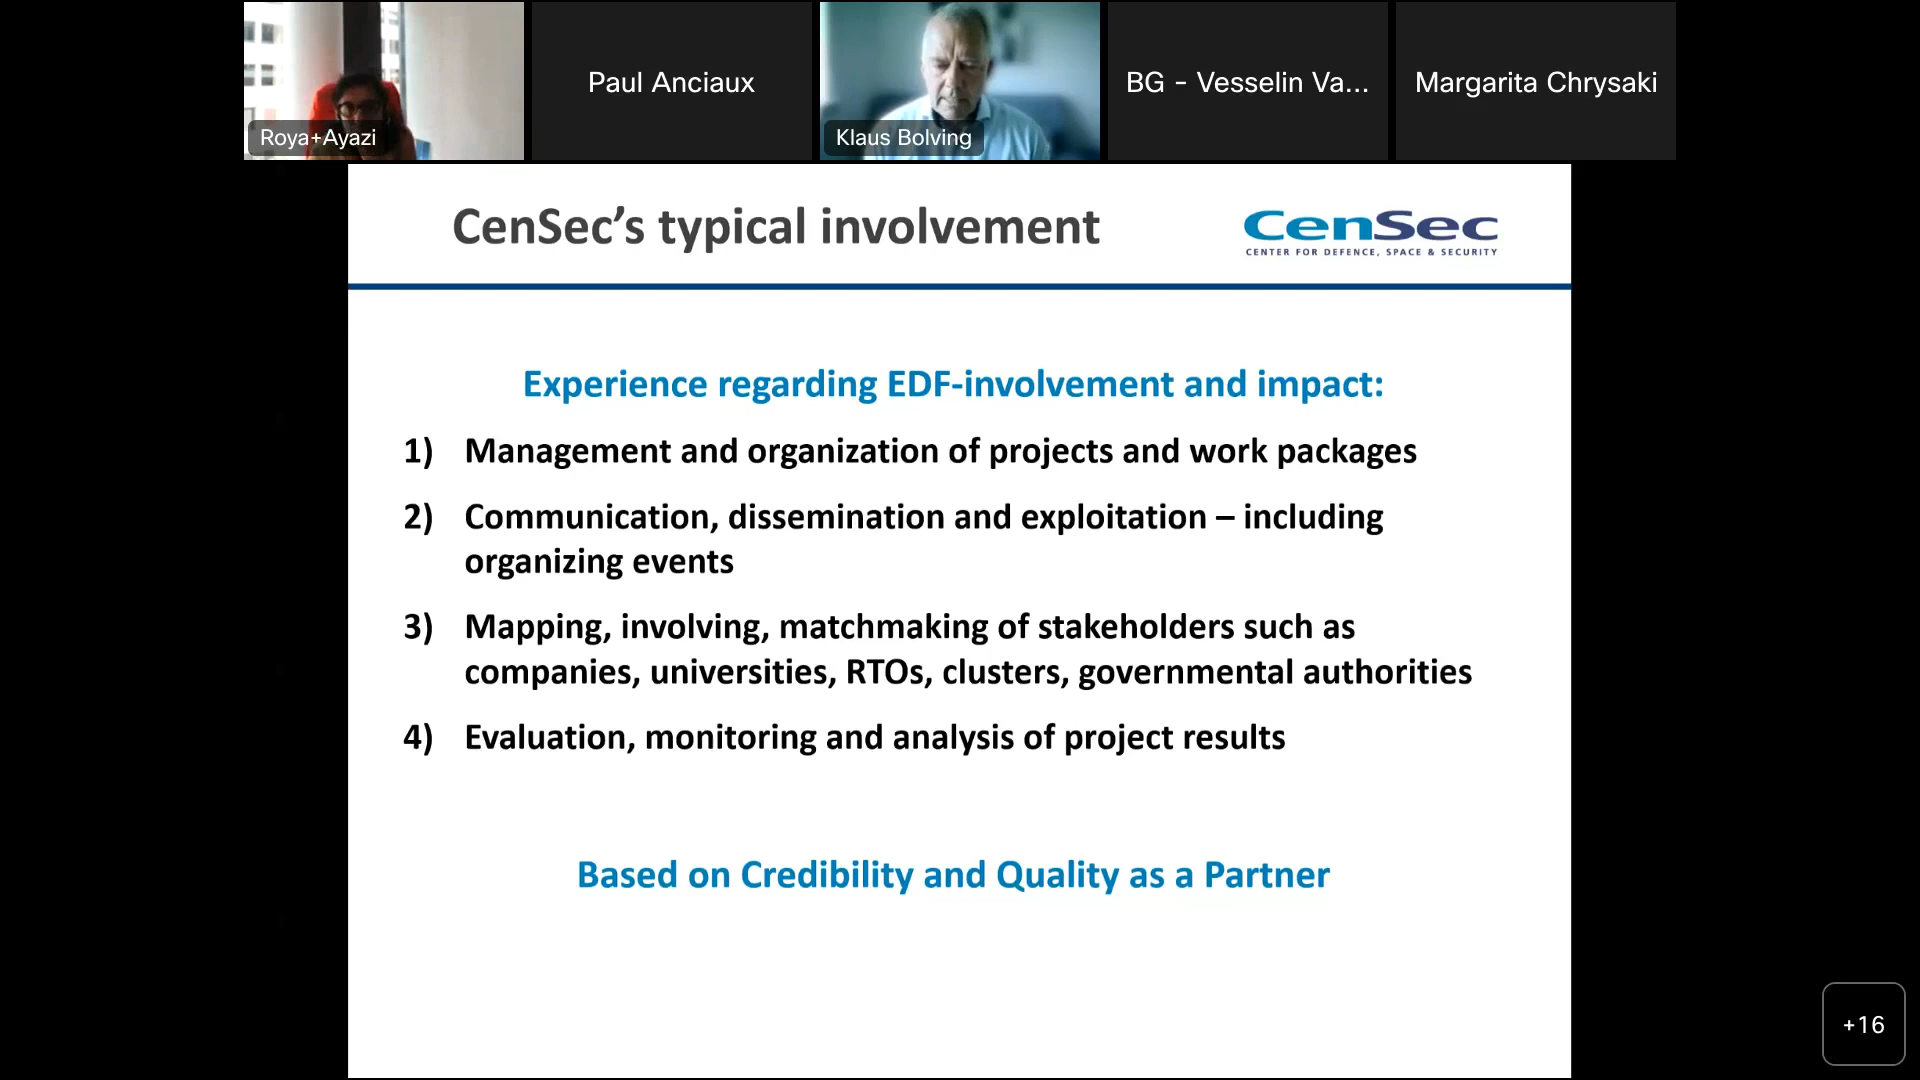 Roya+Ayazi
Paul Anciaux
Klaus Bolving
BG - Vesselin Va...
Margarita Chrysaki
CenSec’s typical involvement
CenSec
CENTER FOR DEFENCE, SPACE & SECURITY
Experience regarding EDF-involvement and impact:
1) Management and organization of projects and work packages
2) Communication, dissemination and exploitation – including
organizing events
3) Mapping, involving, matchmaking of stakeholders such as
companies, universities, RTOs, clusters, governmental authorities
4) Evaluation, monitoring and analysis of project results
Based on Credibility and Quality as a Partner
+16